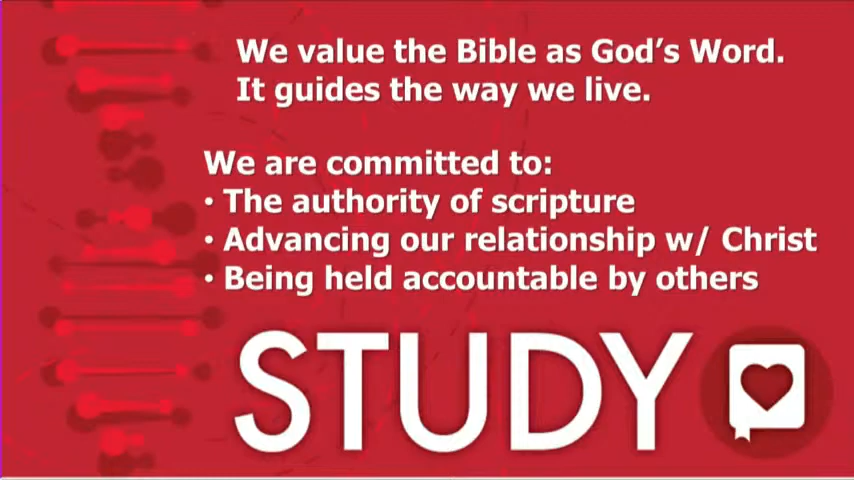 We value the Bible as God's Word.
It guides the way we live.
We are committed to:
• The authority of scripture
• Advancing our relationship w/ Christ
• Being held accountable by others
STUDY